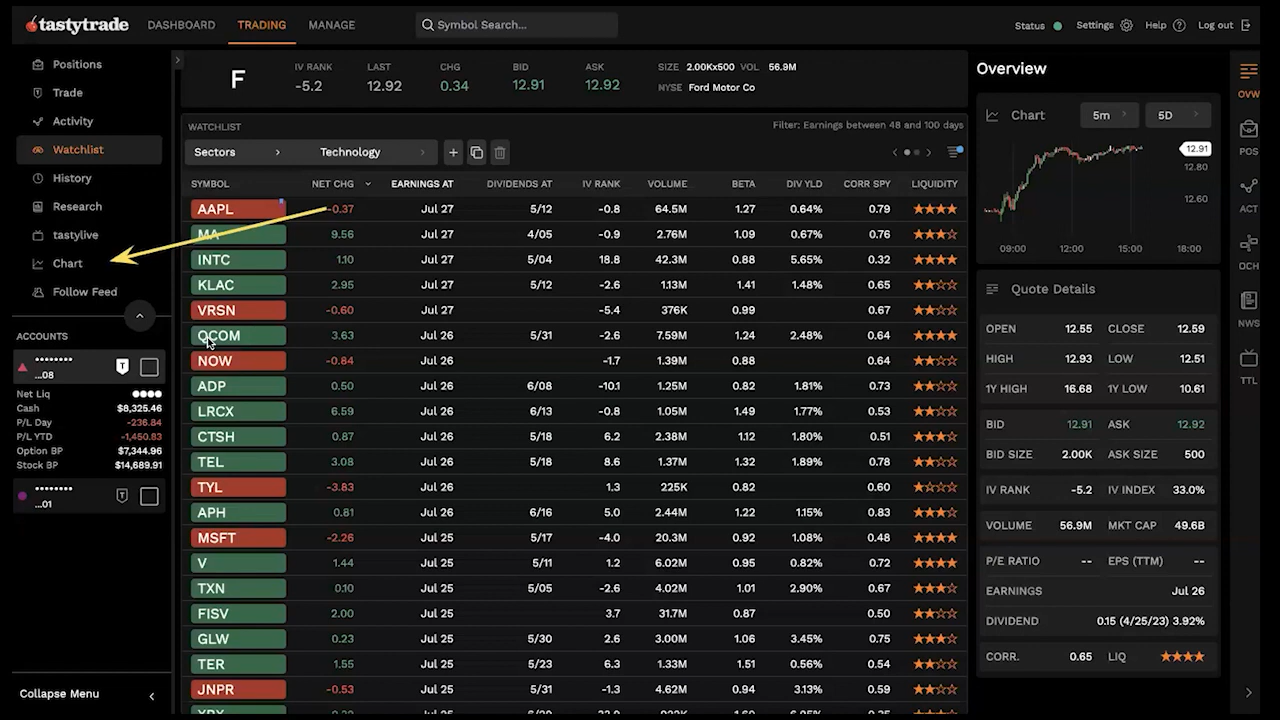 tastytrade DASHBOARD TRADING MANAGE Symbol Search... Status Settings Help Log out
Positions
Trade
Activity
Watchlist
History
Research
tastylive
Chart
Follow Feed
ACCOUNTS
•••••••• ...08
Net Liq ●●●●
Cash $8,325.46
P/L Day -236.84
P/L YTD -1,450.83
Option BP $7,344.96
Stock BP $14,689.91
•••••••• ...01
Collapse Menu
F
IV RANK LAST CHG BID ASK
-5.2 12.92 0.34 12.91 12.92
SIZE 2.00Kx500 VOL 56.9M
NYSE Ford Motor Co
WATCHLIST Filter: Earnings between 48 and 100 days
Sectors Technology
SYMBOL NET CHG EARNINGS AT DIVIDENDS AT IV RANK VOLUME BETA DIV YLD CORR SPY LIQUIDITY
AAPL -0.37 Jul 27 5/12 -0.8 64.5M 1.27 0.64% 0.79 ★★★★
MA 9.56 Jul 27 4/05 -0.9 2.76M 1.09 0.67% 0.76 ★★★☆
INTC 1.10 Jul 27 5/04 18.8 42.3M 0.88 5.65% 0.32 ★★★★
KLAC 2.95 Jul 27 5/12 -2.6 1.13M 1.41 1.48% 0.65 ★★☆☆
VRSN -0.60 Jul 27 -5.4 376K 0.99 0.67 ★★☆☆
QCOM 3.63 Jul 26 5/31 -2.6 7.59M 1.24 2.48% 0.64 ★★★★
NOW -0.84 Jul 26 -1.7 1.39M 0.88 0.64 ★★☆☆
ADP 0.50 Jul 26 6/08 -10.1 1.25M 0.82 1.81% 0.73 ★★☆☆
LRCX 6.59 Jul 26 6/13 -0.8 1.05M 1.49 1.77% 0.53 ★★☆☆
CTSH 0.87 Jul 26 5/18 6.2 2.38M 1.12 1.80% 0.51 ★★★☆
TEL 3.08 Jul 26 5/18 8.6 1.37M 1.32 1.89% 0.78 ★★☆☆
TYL -3.83 Jul 26 1.3 225K 0.82 0.60 ★☆☆☆
APH 0.81 Jul 26 6/16 5.0 2.44M 1.22 1.15% 0.83 ★★★☆
MSFT -2.26 Jul 25 5/17 -4.0 20.3M 0.92 1.08% 0.48 ★★★★
V 1.44 Jul 25 5/11 1.2 6.02M 0.95 0.82% 0.72 ★★★★
TXN 0.10 Jul 25 5/05 -2.6 4.02M 1.01 2.90% 0.67 ★★★☆
FISV 2.00 Jul 25 3.7 31.7M 0.87 0.50 ★★☆☆
GLW 0.23 Jul 25 5/30 2.6 3.00M 1.06 3.45% 0.75 ★★★☆
TER 1.55 Jul 25 5/23 6.3 1.33M 1.51 0.56% 0.54 ★★☆☆
JNPR -0.53 Jul 25 5/31 -1.3 4.62M 0.94 3.13% 0.59 ★★☆☆
Overview
Chart 5m 5D
12.91
12.80
12.60
09:00 12:00 15:00 18:00
Quote Details
OPEN 12.55 CLOSE 12.59
HIGH 12.93 LOW 12.51
1Y HIGH 16.68 1Y LOW 10.61
BID 12.91 ASK 12.92
BID SIZE 2.00K ASK SIZE 500
IV RANK -5.2 IV INDEX 33.0%
VOLUME 56.9M MKT CAP 49.6B
P/E RATIO -- EPS (TTM) --
EARNINGS Jul 26
DIVIDEND 0.15 (4/25/23) 3.92%
CORR. 0.65 LIQ ★★★★
OVW
POS
ACT
OCH
NWS
TTL